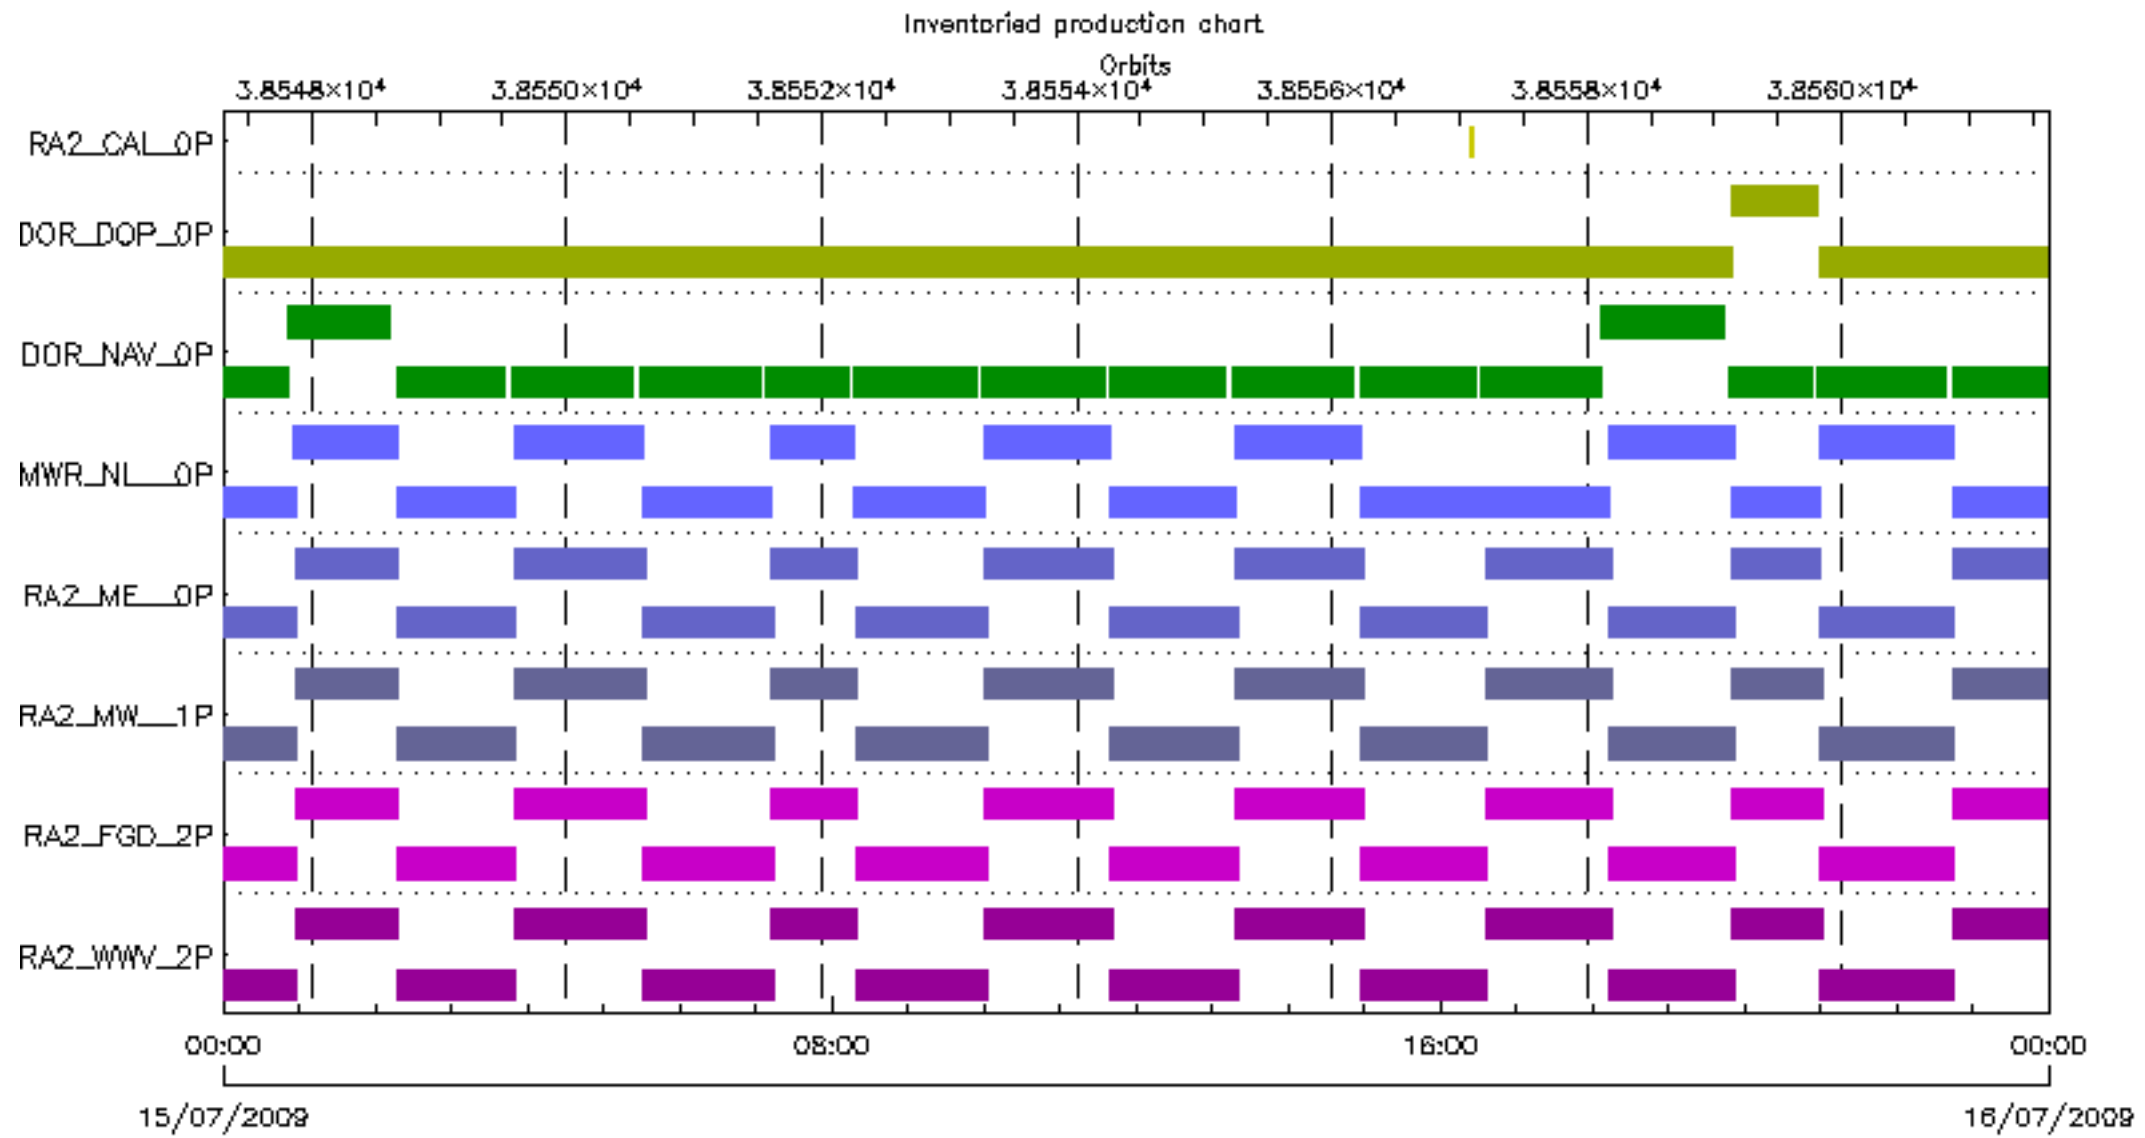 Inventoried production chart
Orbits
3.8548×10⁴ 3.8550×10⁴ 3.8552×10⁴ 3.8554×10⁴ 3.8556×10⁴ 3.8558×10⁴ 3.8560×10⁴
RA2_CAL_0P
DOR_DOP_0P
DOR_NAV_0P
MWR_NL__0P
RA2_ME__0P
RA2_MW__1P
RA2_FGD_2P
RA2_WWV_2P
00:00 08:00 16:00 00:00
15/07/2009 16/07/2009